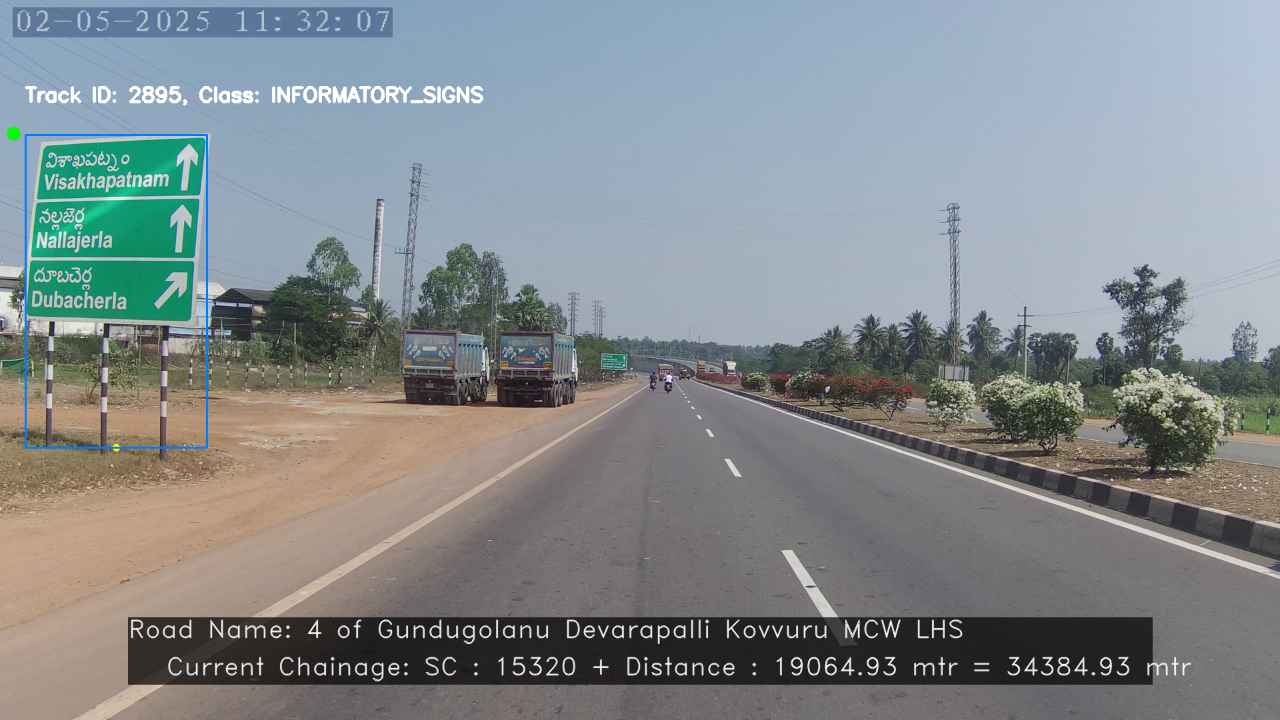 02-05-2025 11:32:07
Track ID: 2895, Class: INFORMATORY_SIGNS
విశాఖపట్నం
Visakhapatnam
నల్లజెర్ల
Nallajerla
దూబచెర్ల
Dubacherla
Road Name: 4 of Gundugolanu Devarapalli Kovvuru MCW LHS
Current Chainage: SC : 15320 + Distance : 19064.93 mtr = 34384.93 mtr